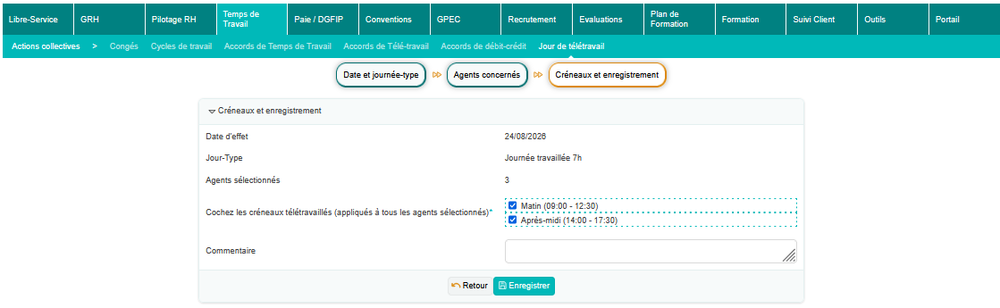 Libre-Service GRH Pilotage RH Temps de Travail Paie / DGFIP Conventions GPEC Recrutement Evaluations Plan de Formation Formation Suivi Client Outils Portail
Actions collectives > Congés Cycles de travail Accords de Temps de Travail Accords de Télé-travail Accords de débit-crédit Jour de télétravail
Date et journée-type Agents concernés Créneaux et enregistrement
Créneaux et enregistrement
Date d'effet 24/08/2026
Jour-Type Journée travaillée 7h
Agents sélectionnés 3
Cochez les créneaux télétravaillés (appliqués à tous les agents sélectionnés)*
Matin (09:00 - 12:30)
Après-midi (14:00 - 17:30)
Commentaire
Retour Enregistrer